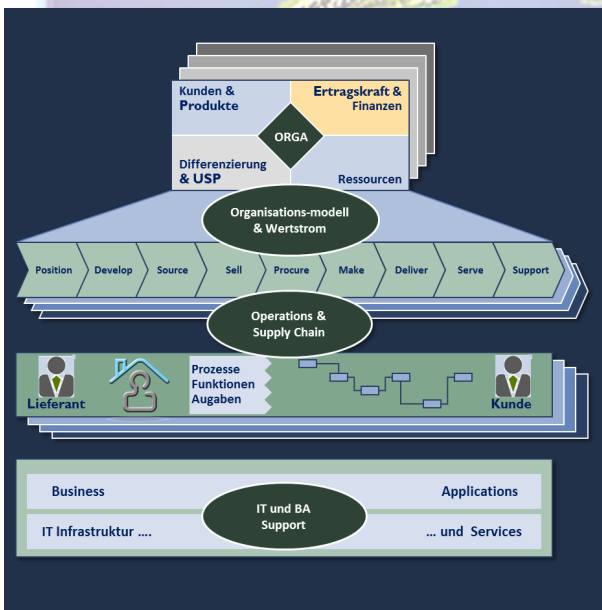 Kunden &
Produkte
Ertragskraft &
Finanzen
ORGA
Differenzierung
& USP
Ressourcen
Organisations-modell
& Wertstrom
Position Develop Source Sell Procure Make Deliver Serve Support
Operations &
Supply Chain
Lieferant
Prozesse
Funktionen
Augaben
Kunde
Business
Applications
IT und BA
Support
IT Infrastruktur ....
... und Services